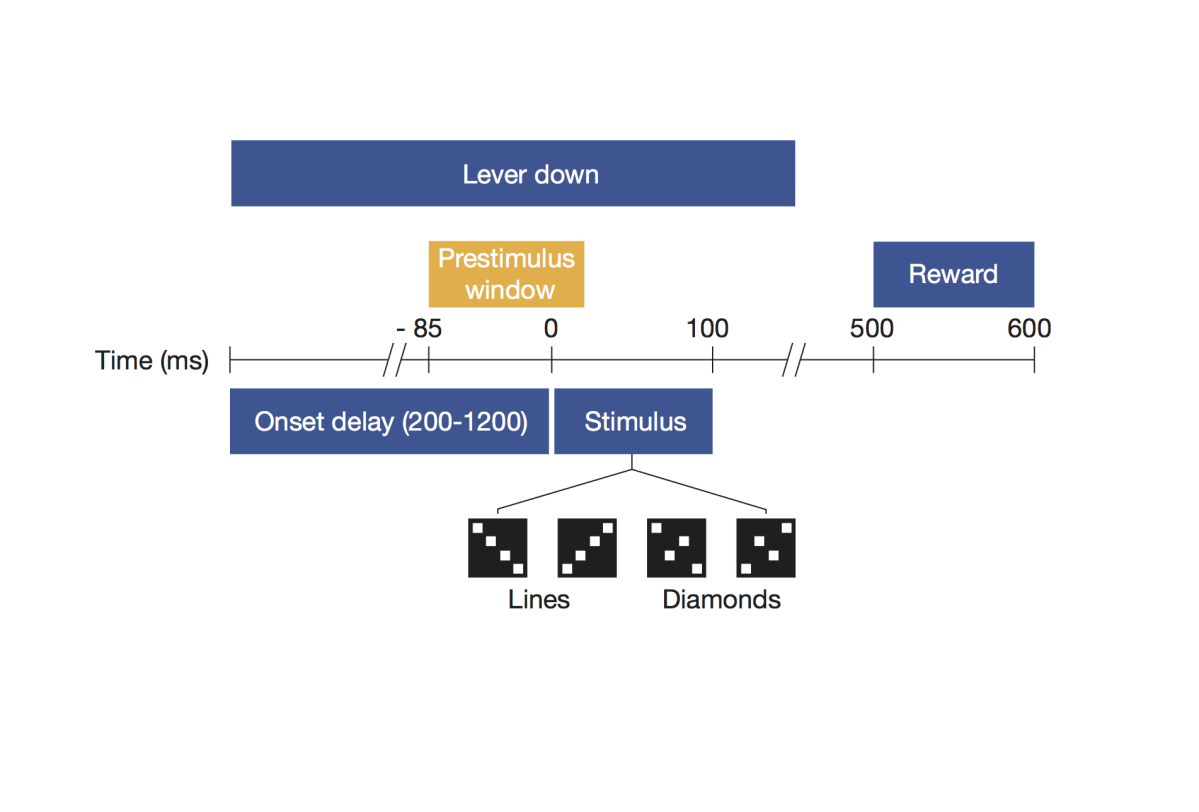 Lever down
Prestimulus
window
Reward
- 85 0 100 500 600
Time (ms)
Onset delay (200-1200)
Stimulus
Lines
Diamonds